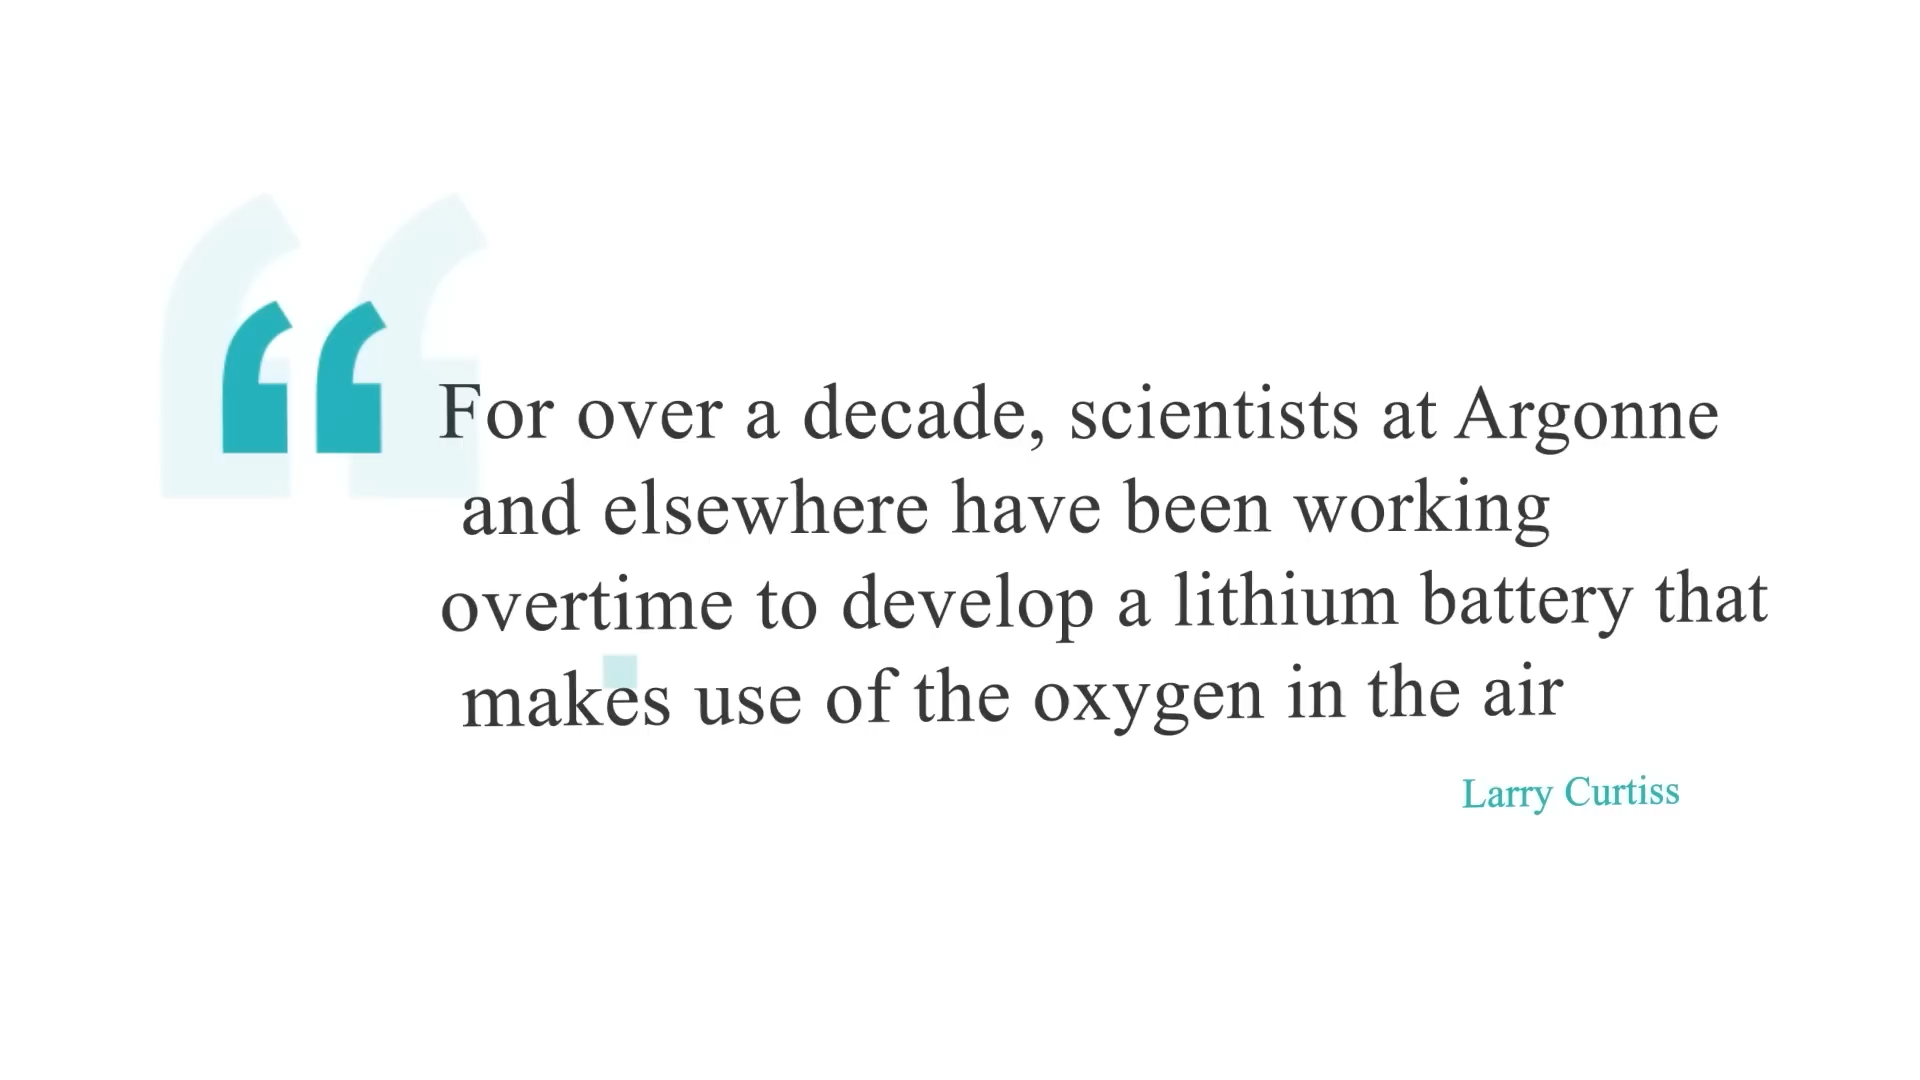 For over a decade, scientists at Argonne
and elsewhere have been working
overtime to develop a lithium battery that
makes use of the oxygen in the air
Larry Curtiss